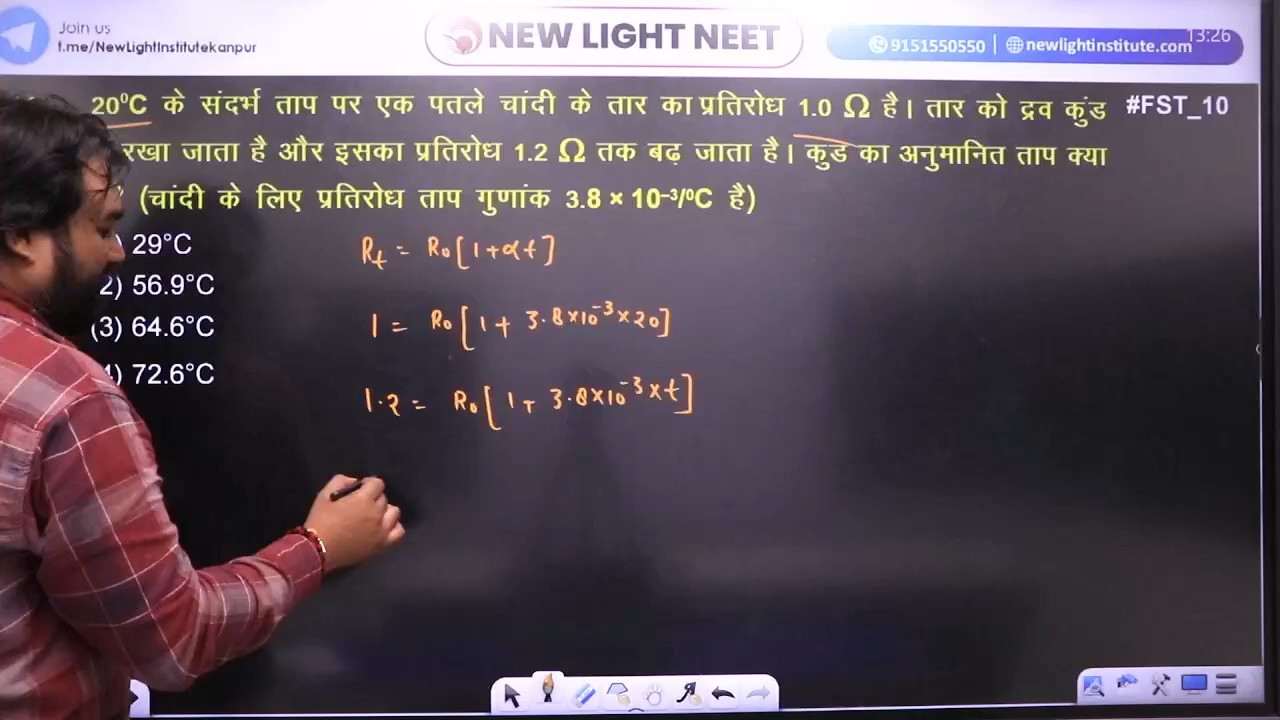 Join us
t.me/NewLightInstitutekanpur
NEW LIGHT NEET
9151550550 | newlightinstitute.com
13:26
20⁰C के संदर्भ ताप पर एक पतले चांदी के तार का प्रतिरोध 1.0 Ω है। तार को द्रव कुंड #FST_10
रखा जाता है और इसका प्रतिरोध 1.2 Ω तक बढ़ जाता है। कुंड का अनुमानित ताप क्या
(चांदी के लिए प्रतिरोध ताप गुणांक 3.8 × 10⁻³/⁰C है)
) 29°C
2) 56.9°C
(3) 64.6°C
) 72.6°C
Rt = R₀[1+αt]
1 = R₀[1+ 3.8×10⁻³×20]
1.2 = R₀[1+ 3.8×10⁻³×t]